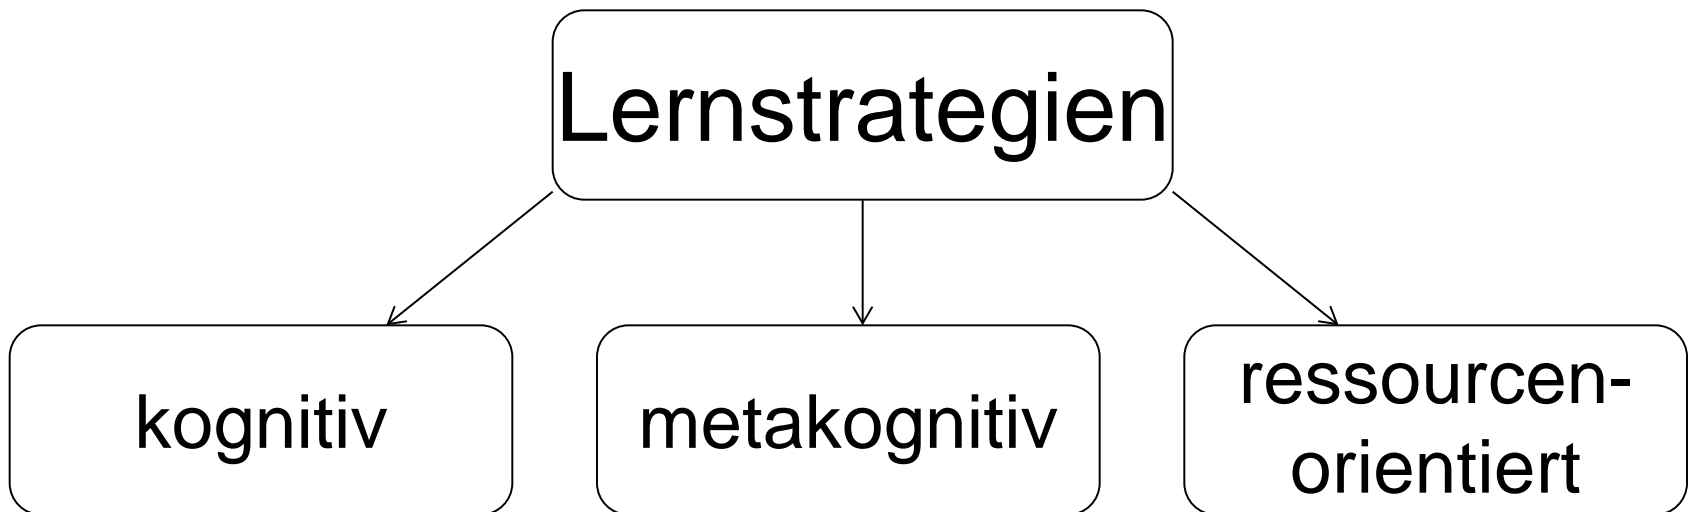 Lernstrategien
kognitiv
metakognitiv
ressourcen-
orientiert